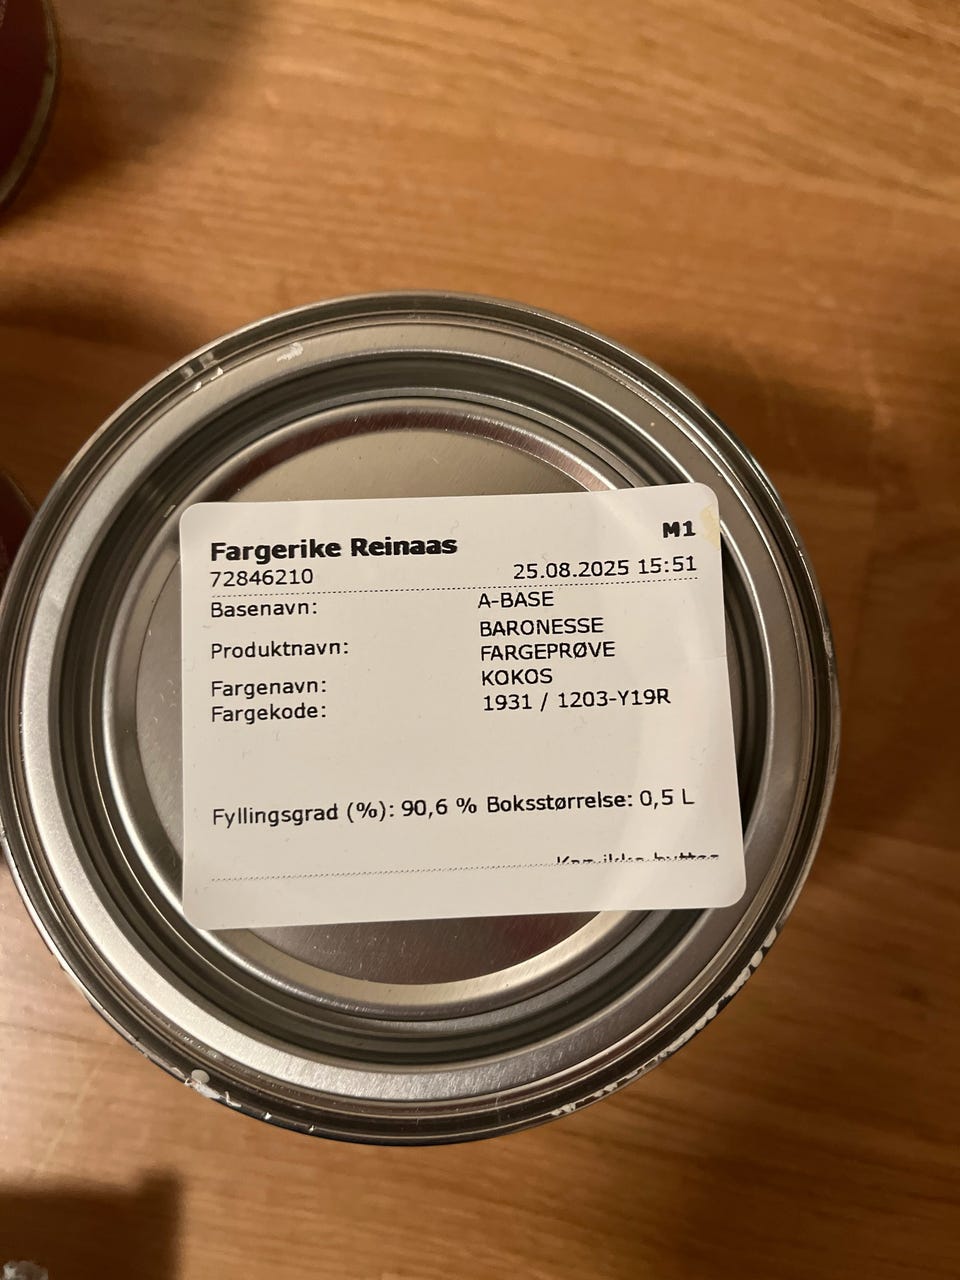 Fargerike Reinaas
M1
72846210
25.08.2025 15:51
Basenavn: A-BASE
Produktnavn: BARONESSE
FARGEPRØVE
Fargenavn: KOKOS
Fargekode: 1931 / 1203-Y19R
Fyllingsgrad (%): 90,6 % Boksstørrelse: 0,5 L